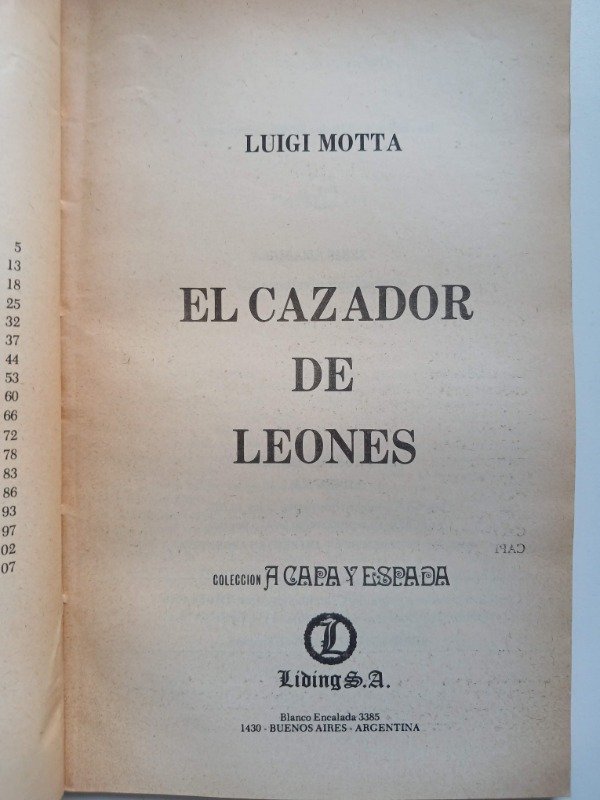 5
13
18
25
32
37
44
53
60
66
72
78
83
86
93
97
02
07
LUIGI MOTTA
EL CAZADOR
DE
LEONES
COLECCION A CAPA Y ESPADA
L
Liding S.A.
Blanco Encalada 3385
1430 - BUENOS AIRES - ARGENTINA